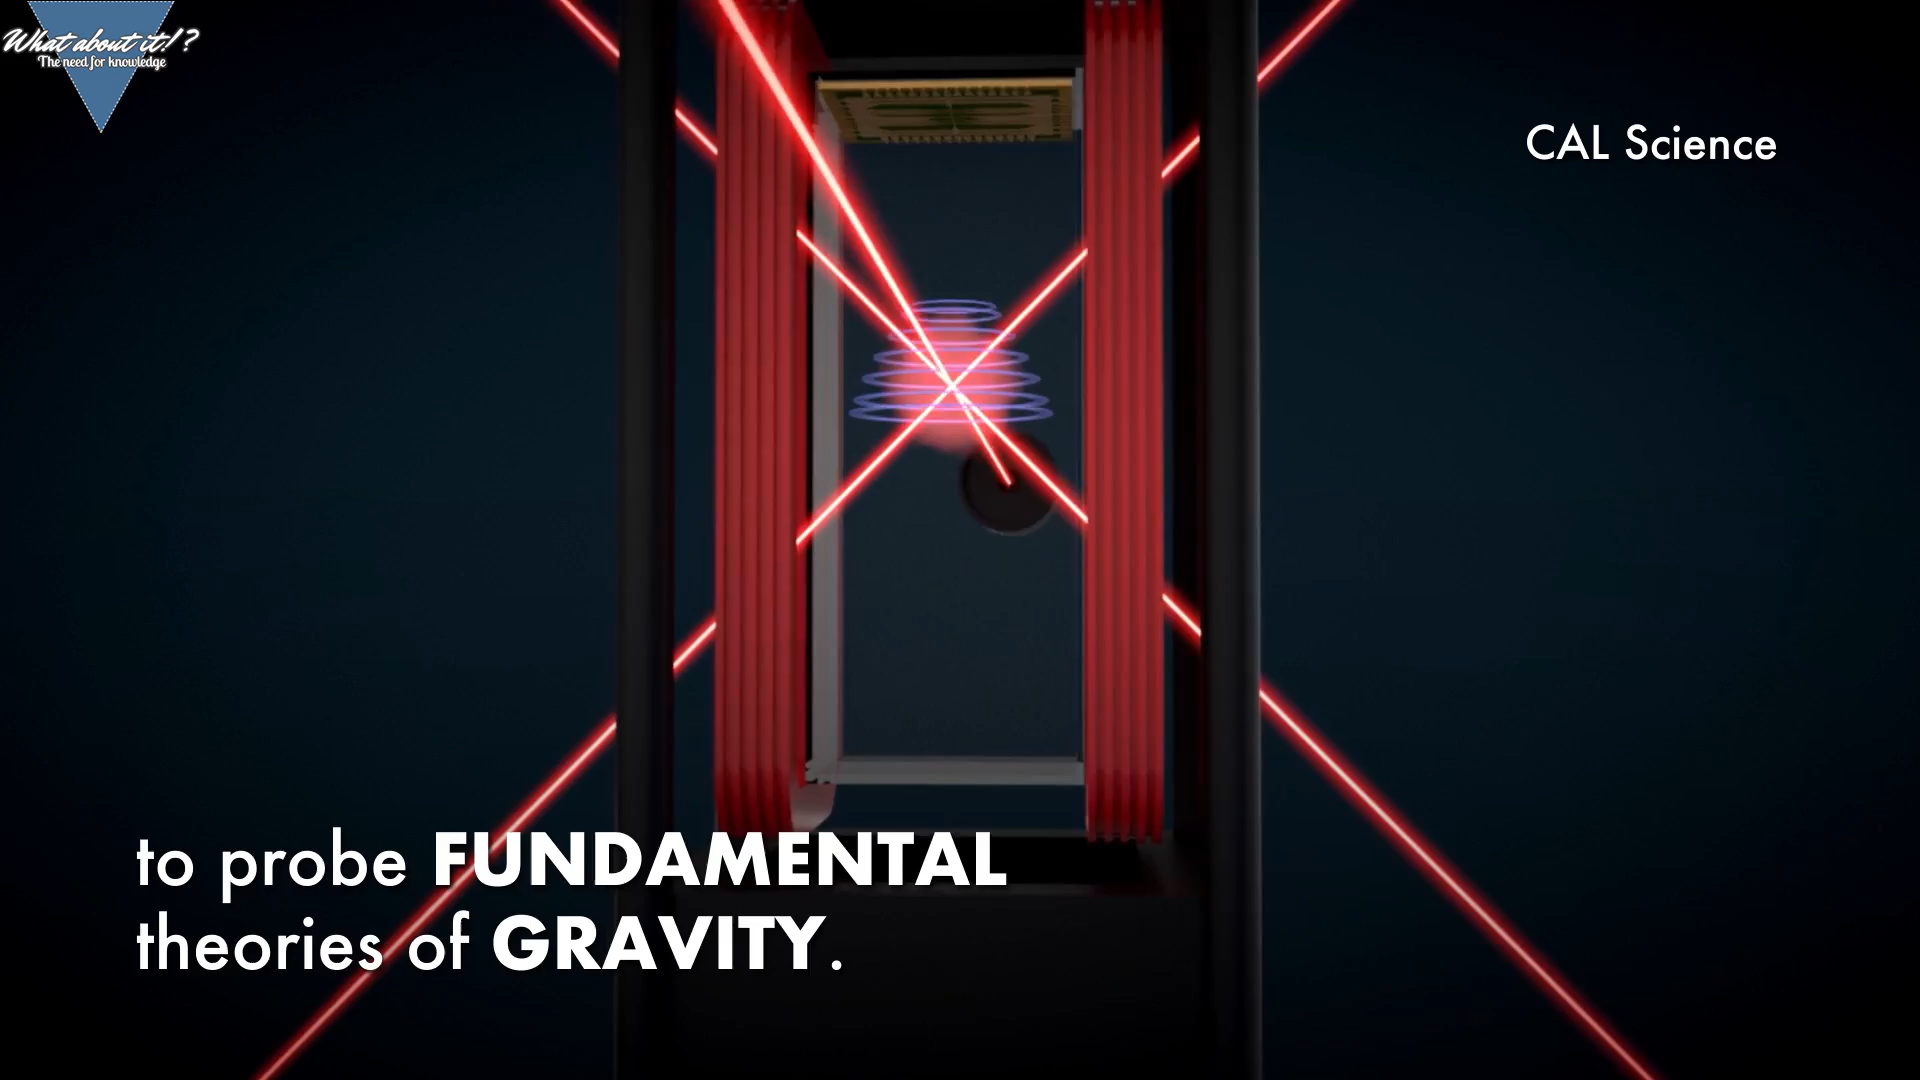 What about it!?
The need for knowledge
CAL Science
to probe FUNDAMENTAL
theories of GRAVITY.